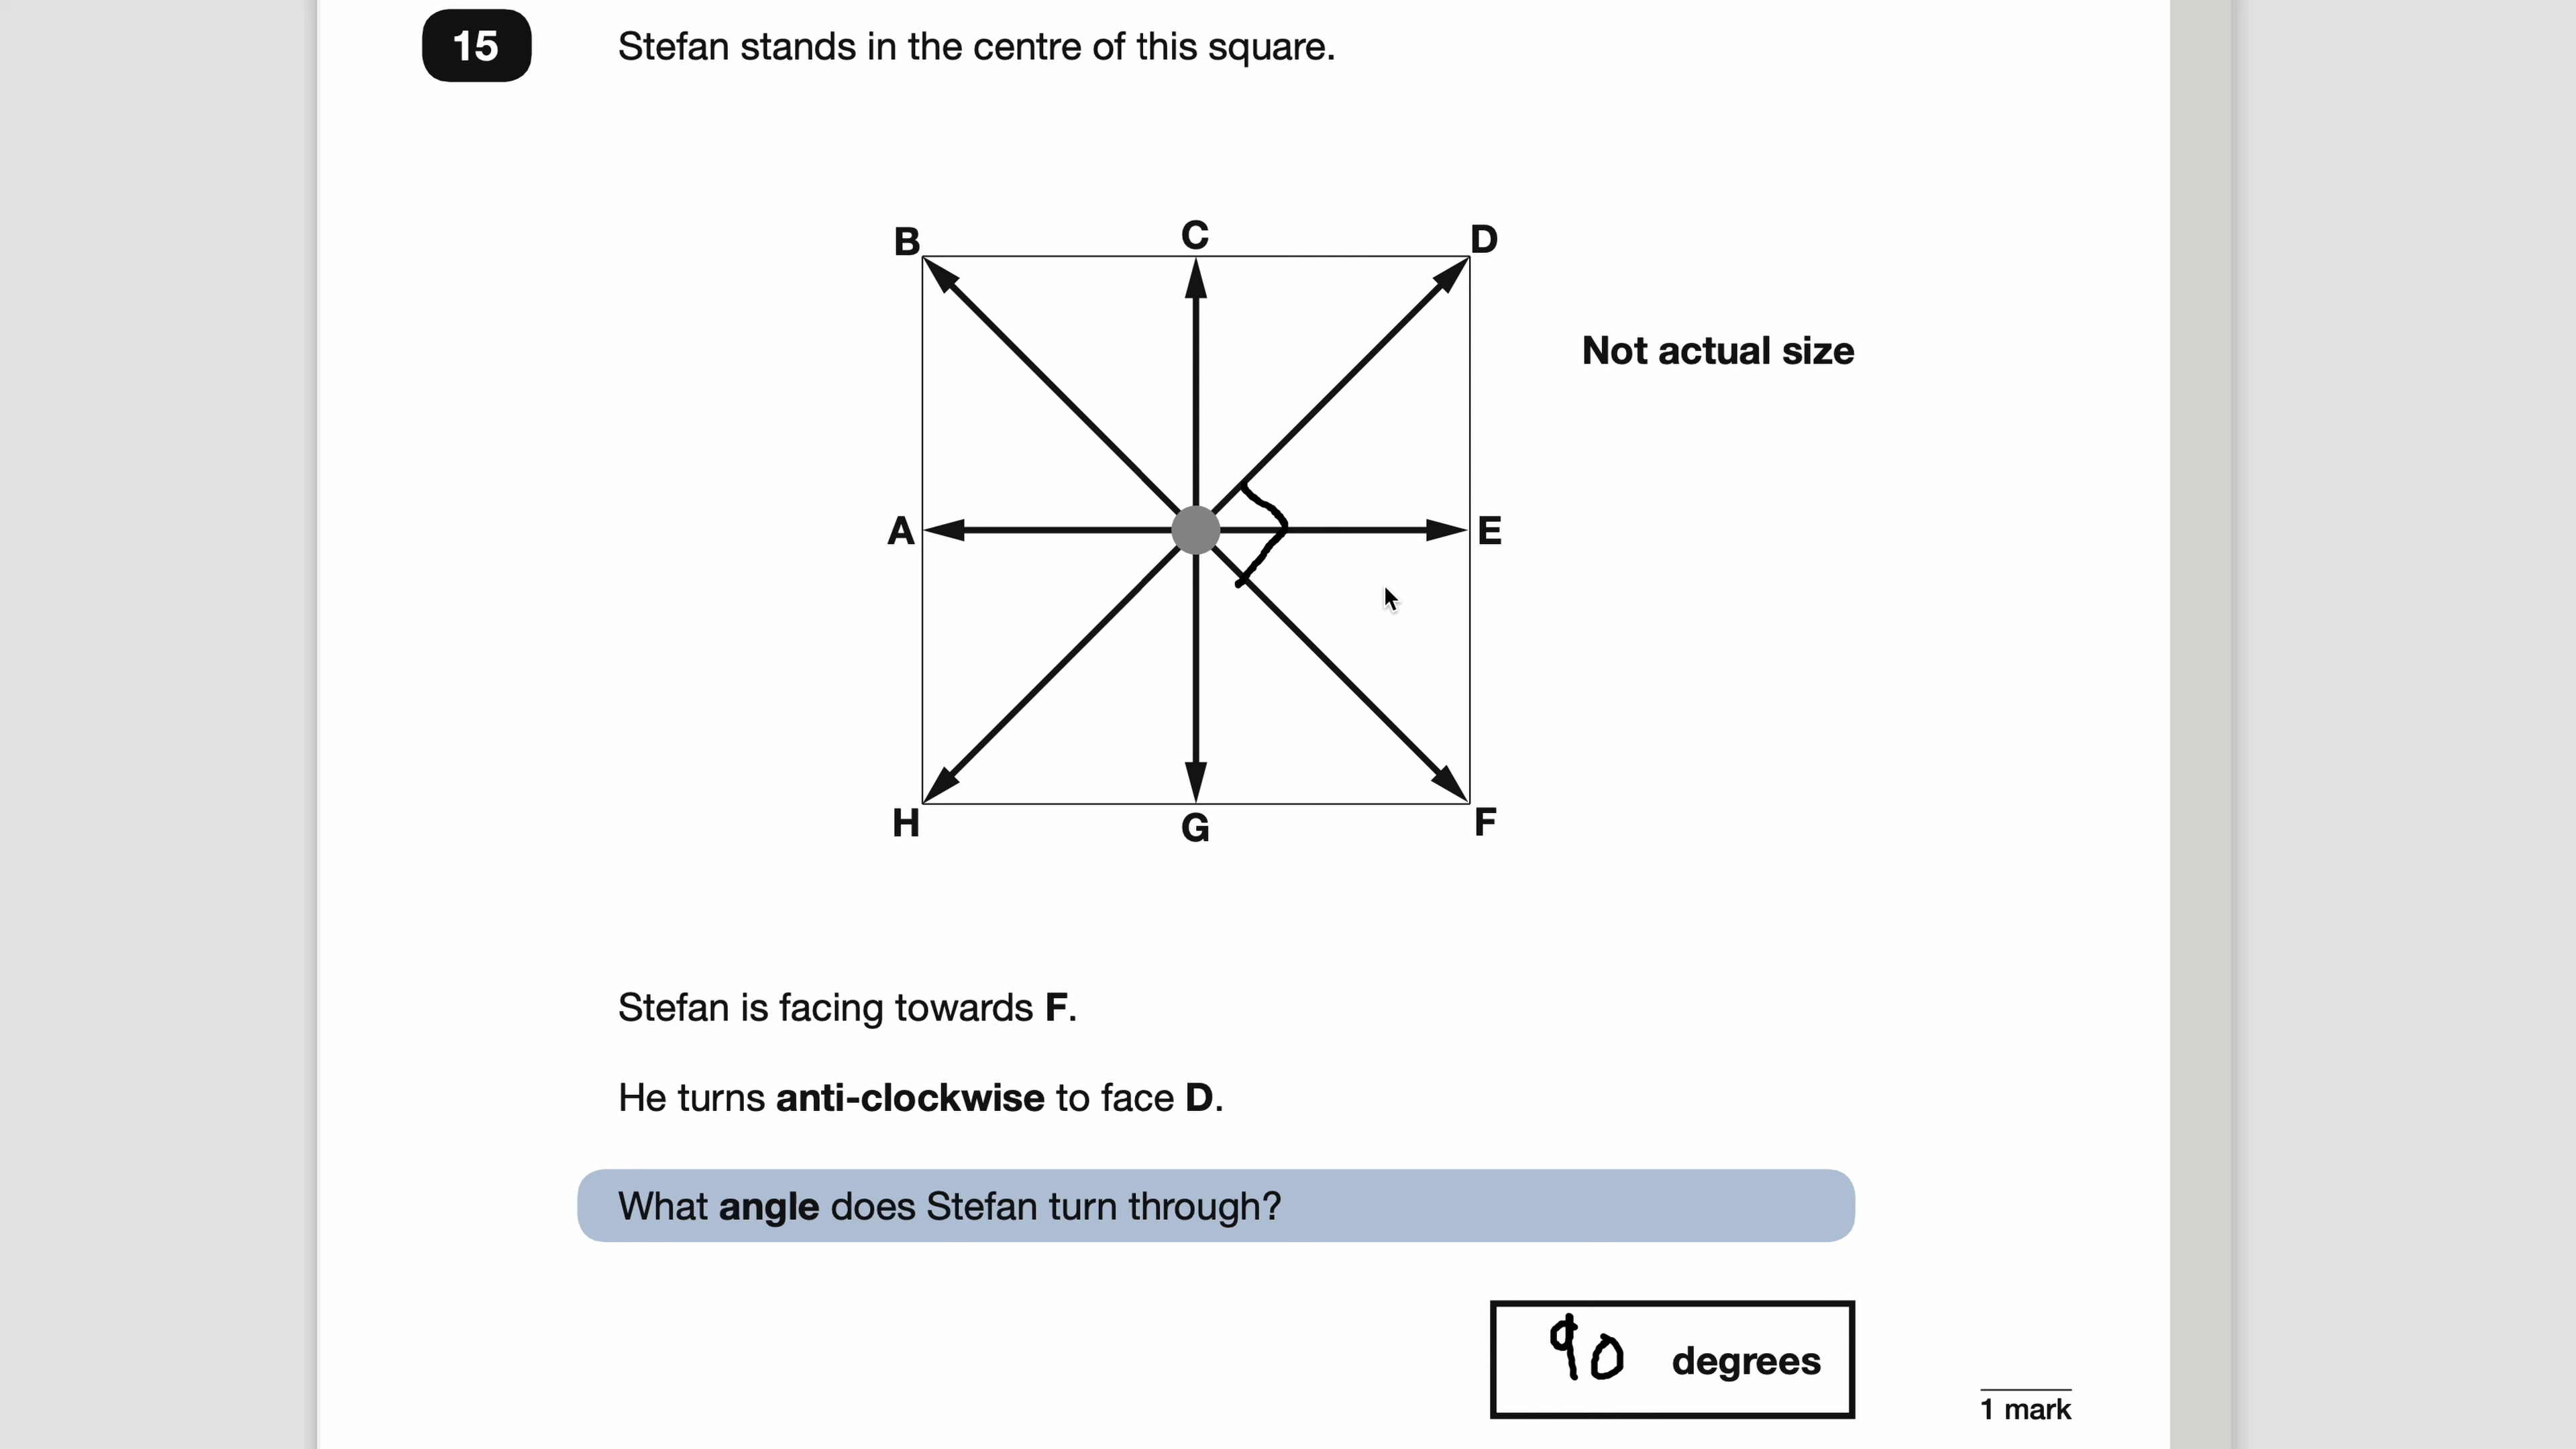 15 Stefan stands in the centre of this square.
B C D
Not actual size
A E
H G F
Stefan is facing towards F.
He turns anti-clockwise to face D.
What angle does Stefan turn through?
90 degrees
1 mark